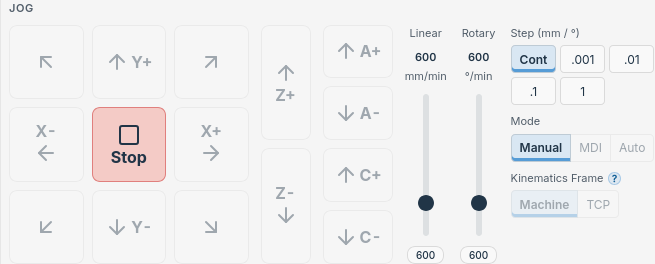 JOG
Y+
X-
Stop
X+
Y-
Z+
Z-
A+
A-
C+
C-
Linear
600
mm/min
600
Rotary
600
°/min
600
Step (mm / °)
Cont .001 .01
.1 1
Mode
Manual MDI Auto
Kinematics Frame ?
Machine TCP